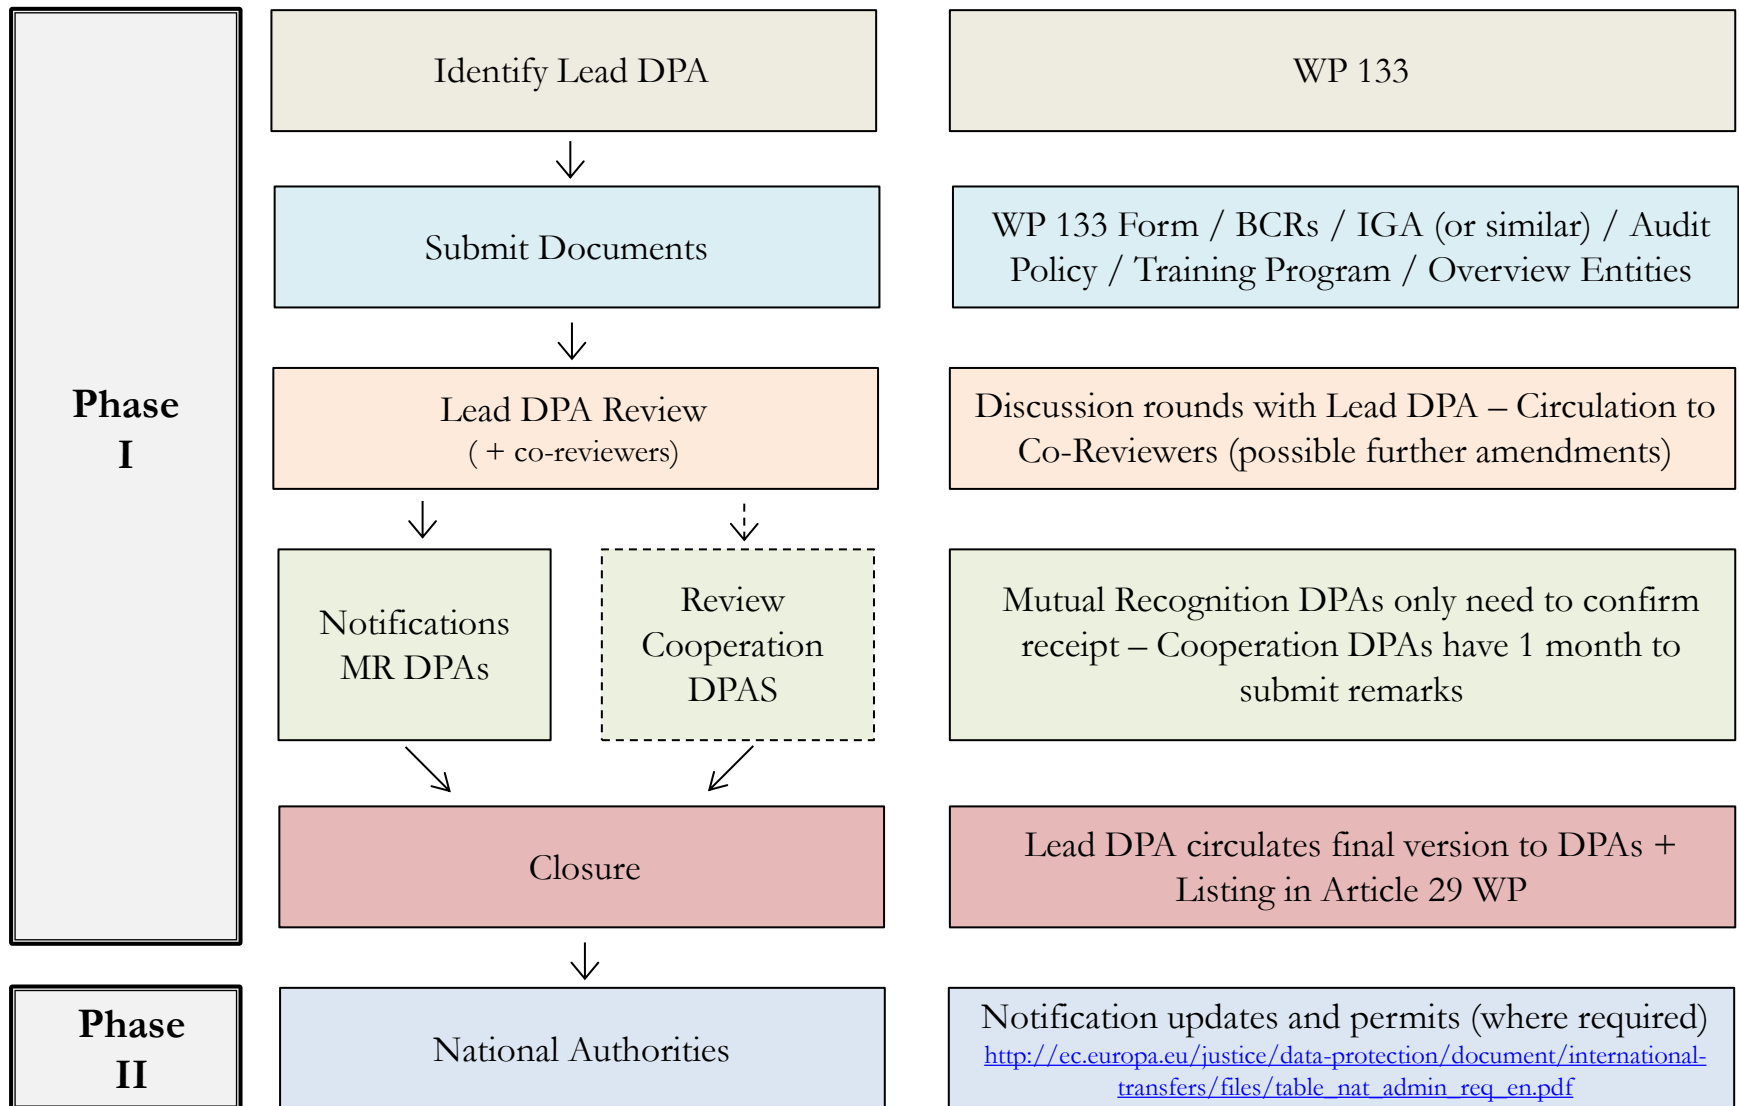 Phase
I
Identify Lead DPA
WP 133
Submit Documents
WP 133 Form / BCRs / IGA (or similar) / Audit
Policy / Training Program / Overview Entities
Lead DPA Review
( + co-reviewers)
Discussion rounds with Lead DPA – Circulation to
Co-Reviewers (possible further amendments)
Notifications
MR DPAs
Review
Cooperation
DPAS
Mutual Recognition DPAs only need to confirm
receipt – Cooperation DPAs have 1 month to
submit remarks
Closure
Lead DPA circulates final version to DPAs +
Listing in Article 29 WP
Phase
II
National Authorities
Notification updates and permits (where required)
http://ec.europa.eu/justice/data-protection/document/international-
transfers/files/table_nat_admin_req_en.pdf